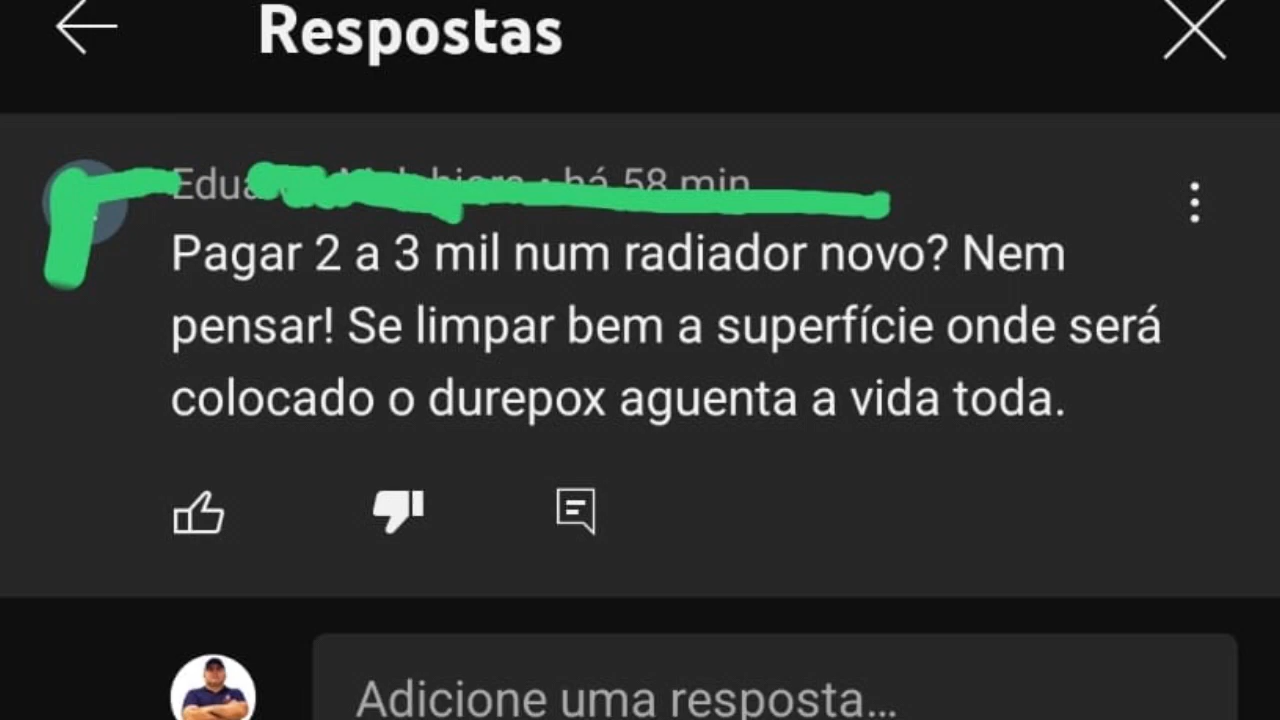 Respostas
há 58 min
Pagar 2 a 3 mil num radiador novo? Nem
pensar! Se limpar bem a superfície onde será
colocado o durepox aguenta a vida toda.
Adicione uma resposta...